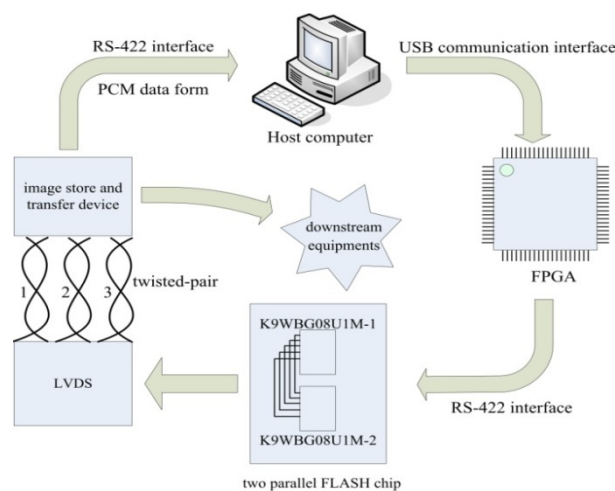 RS-422 interface
PCM data form
USB communication interface
Host computer
image store and
transfer device
downstream
equipments
FPGA
1
2
3
twisted-pair
K9WBG08U1M-1
LVDS
RS-422 interface
K9WBG08U1M-2
two parallel FLASH chip